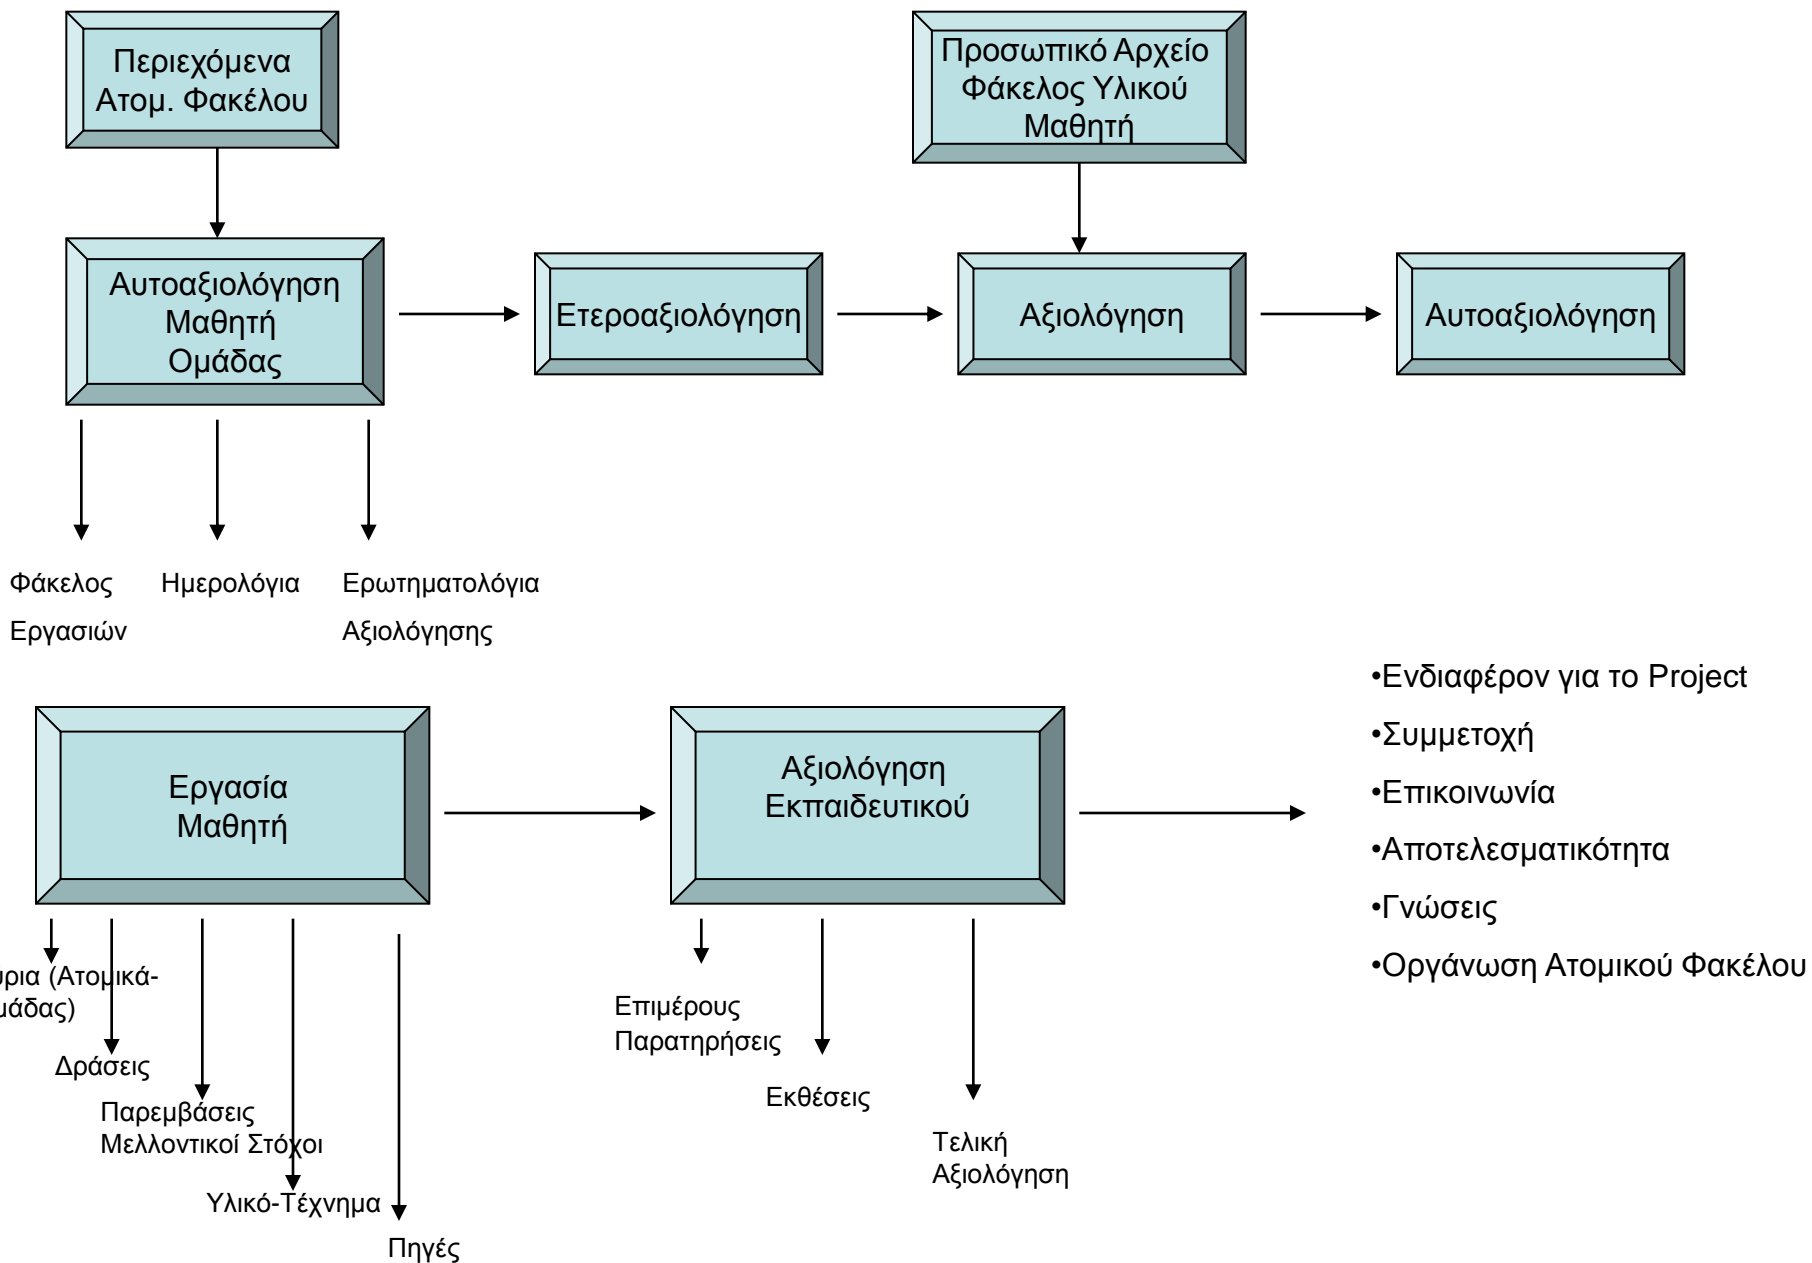 Περιεχόμενα
Ατομ. Φακέλου
Προσωπικό Αρχείο
Φάκελος Υλικού
Μαθητή
Αυτοαξιολόγηση
Μαθητή
Ομάδας
Ετεροαξιολόγηση
Αξιολόγηση
Αυτοαξιολόγηση
Φάκελος
Εργασιών
Ημερολόγια
Ερωτηματολόγια
Αξιολόγησης
Εργασία
Μαθητή
Αξιολόγηση
Εκπαιδευτικού
•Ενδιαφέρον για το Project
•Συμμετοχή
•Επικοινωνία
•Αποτελεσματικότητα
•Γνώσεις
•Οργάνωση Ατομικού Φακέλου
(Ατομικά-
Δράσεις
Παρεμβάσεις
Μελλοντικοί Στόχοι
Υλικό-Τέχνημα
Πηγές
Επιμέρους
Παρατηρήσεις
Εκθέσεις
Τελική
Αξιολόγηση